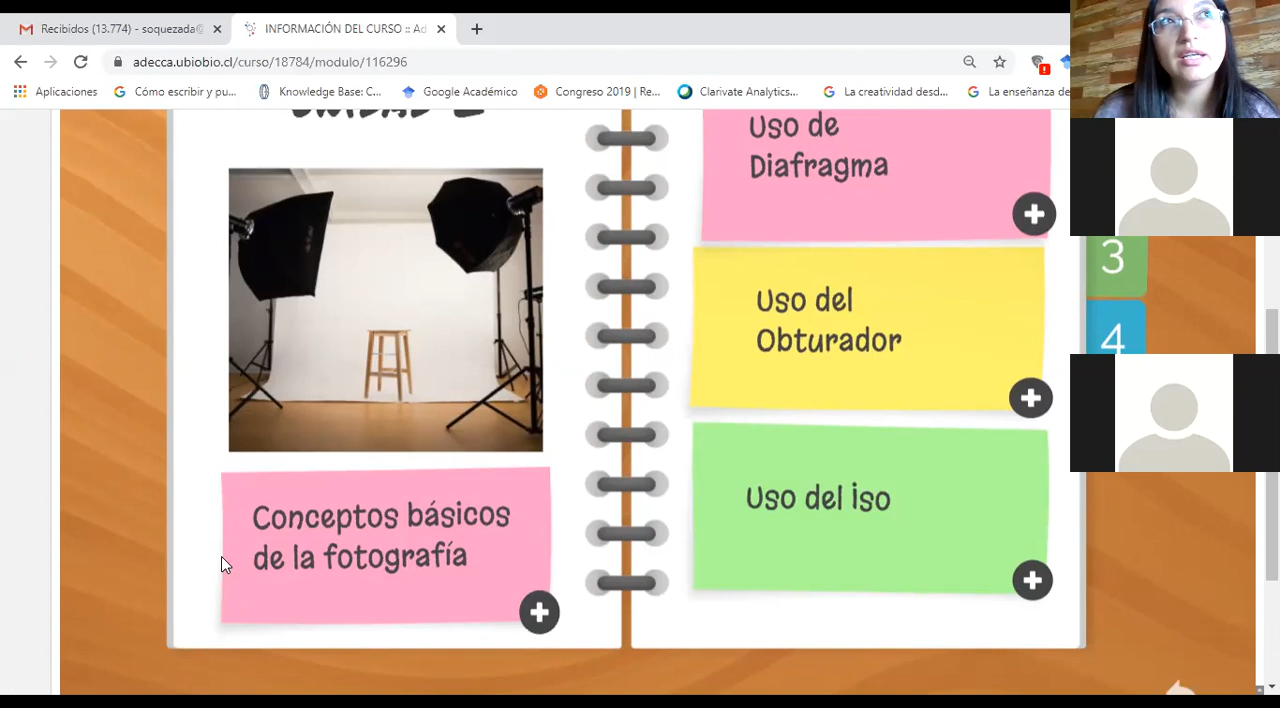 Recibidos (13.774) - soquezada@
INFORMACIÓN DEL CURSO :: Ad
adecca.ubiobio.cl/curso/18784/modulo/116296
Aplicaciones
Cómo escribir y pu...
Knowledge Base: C...
Google Académico
Congreso 2019 | Re...
Clarivate Analytics...
La creatividad desd...
La enseñanza de
Uso de
Diafragma
Uso del
Obturador
Uso del iso
Conceptos básicos
de la fotografía
3
4